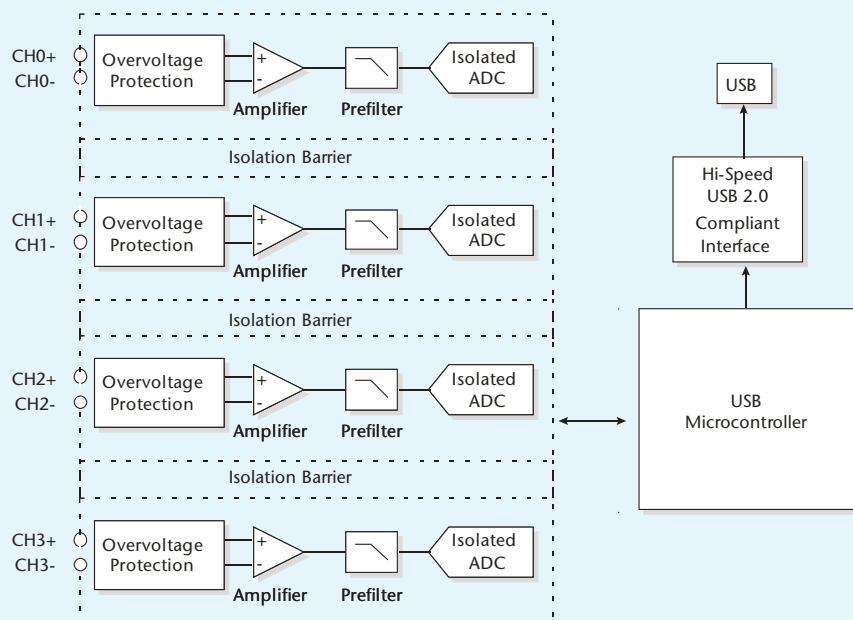 CH0+
CH0-
Overvoltage
Protection
+
-
Amplifier
Prefilter
Isolated
ADC
Isolation Barrier
CH1+
CH1-
Overvoltage
Protection
+
-
Amplifier
Prefilter
Isolated
ADC
Isolation Barrier
CH2+
CH2-
Overvoltage
Protection
+
-
Amplifier
Prefilter
Isolated
ADC
Isolation Barrier
CH3+
CH3-
Overvoltage
Protection
+
-
Amplifier
Prefilter
Isolated
ADC
USB
Hi-Speed
USB 2.0
Compliant
Interface
USB
Microcontroller